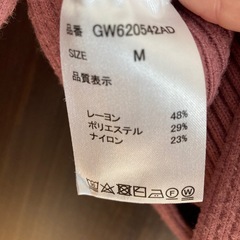 品番 GW620542AD
SIZE M
品質表示
レーヨン 48%
ポリエステル 29%
ナイロン 23%